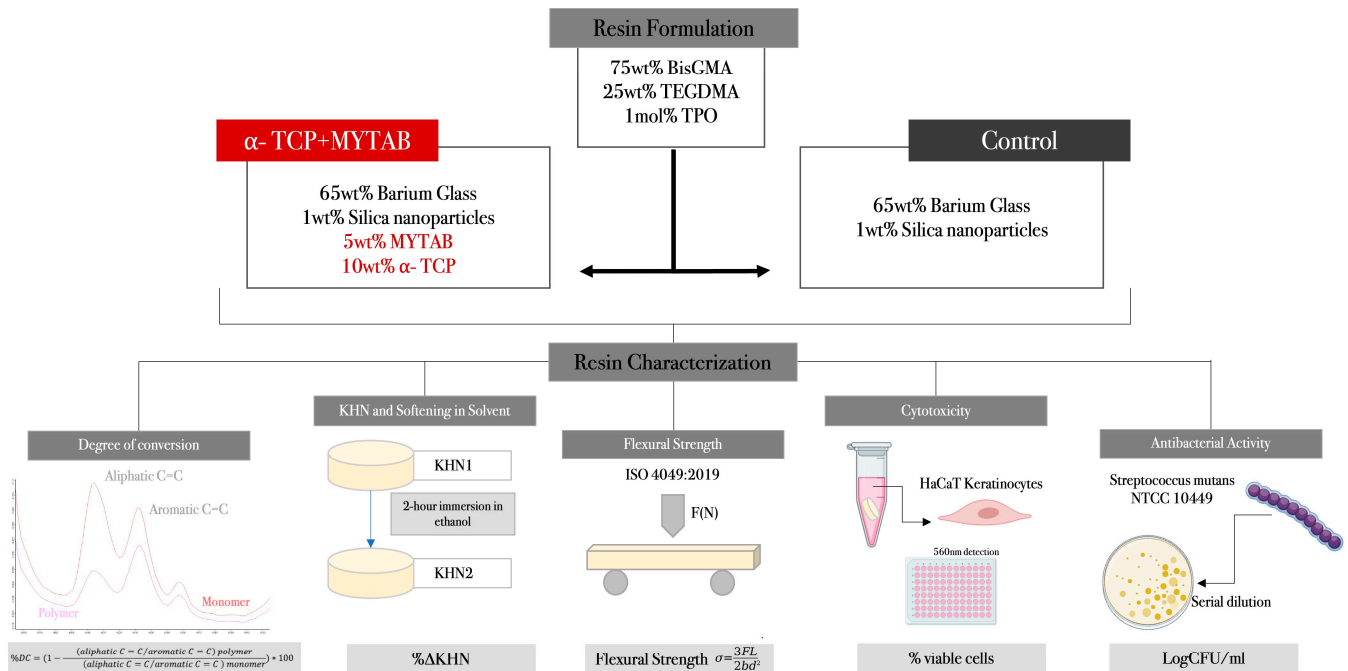 Resin Formulation
75wt% BisGMA
25wt% TEGDMA
1mol% TPO
α- TCP+MYTAB
65wt% Barium Glass
1wt% Silica nanoparticles
5wt% MYTAB
10wt% α- TCP
Control
65wt% Barium Glass
1wt% Silica nanoparticles
Resin Characterization
Degree of conversion
Aliphatic C=C
Aromatic C-C
Polymer
Monomer
%DC = (1 - (aliphatic C = C/aromatic C = C) polymer / (aliphatic C = C/aromatic C = C ) monomer) * 100
KHN and Softening in Solvent
KHN1
2-hour immersion in
ethanol
KHN2
%ΔKHN
Flexural Strength
ISO 4049:2019
F(N)
Flexural Strength σ=3FL/2bd²
Cytotoxicity
HaCaT Keratinocytes
560nm detection
% viable cells
Antibacterial Activity
Streptococcus mutans
NTCC 10449
Serial dilution
LogCFU/ml